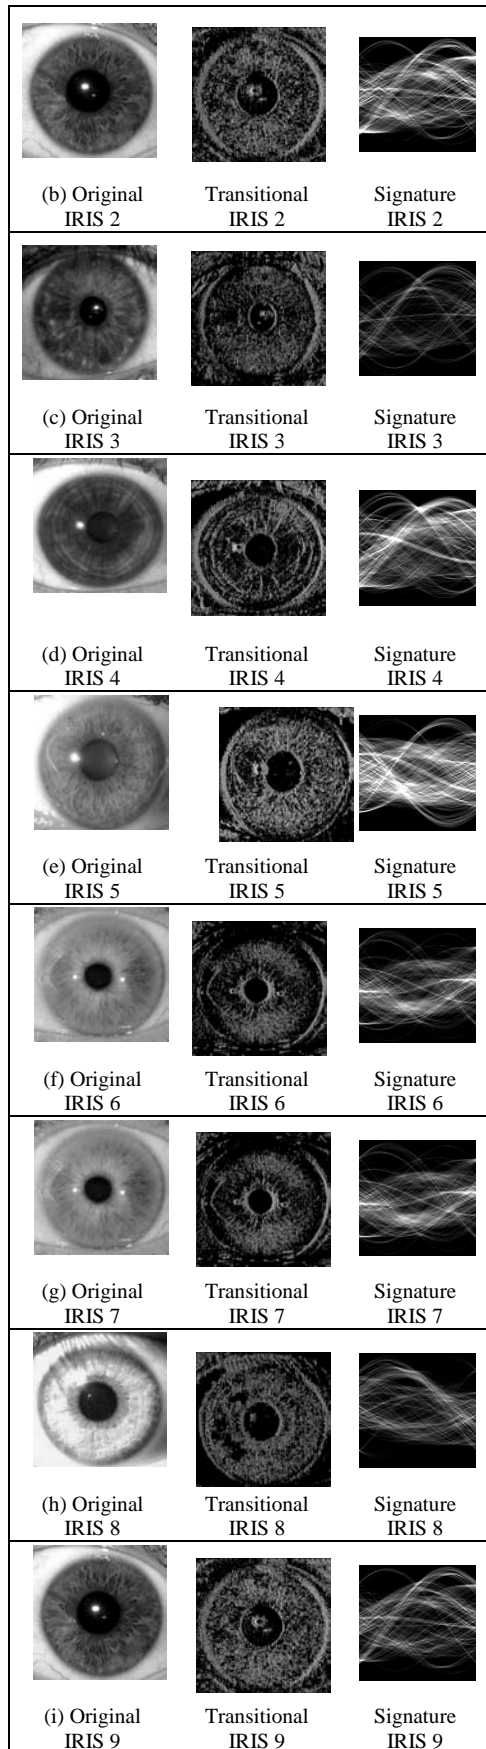 (b) Original Transitional Signature
IRIS 2 IRIS 2 IRIS 2
(c) Original Transitional Signature
IRIS 3 IRIS 3 IRIS 3
(d) Original Transitional Signature
IRIS 4 IRIS 4 IRIS 4
(e) Original Transitional Signature
IRIS 5 IRIS 5 IRIS 5
(f) Original Transitional Signature
IRIS 6 IRIS 6 IRIS 6
(g) Original Transitional Signature
IRIS 7 IRIS 7 IRIS 7
(h) Original Transitional Signature
IRIS 8 IRIS 8 IRIS 8
(i) Original Transitional Signature
IRIS 9 IRIS 9 IRIS 9